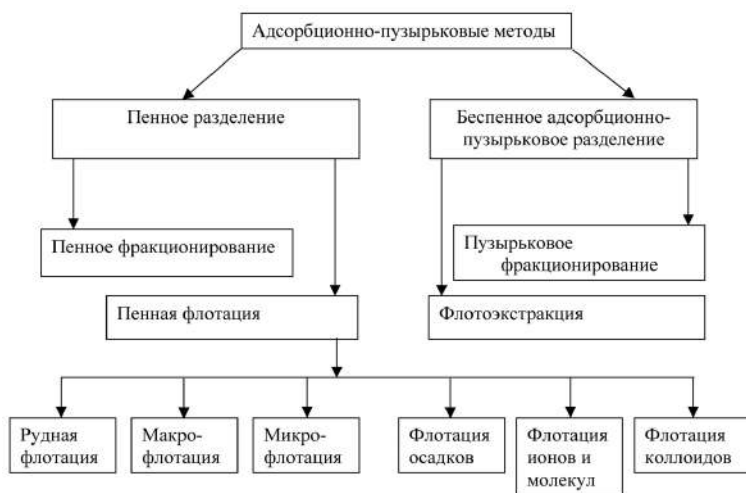 Адсорбционно-пузырьковые методы
Пенное разделение
Беспенное адсорбционно-
пузырьковое разделение
Пенное фракционирование
Пузырьковое
фракционирование
Пенная флотация
Флотоэкстракция
Рудная
флотация
Макро-
флотация
Микро-
флотация
Флотация
осадков
Флотация
ионов и
молекул
Флотация
коллоидов